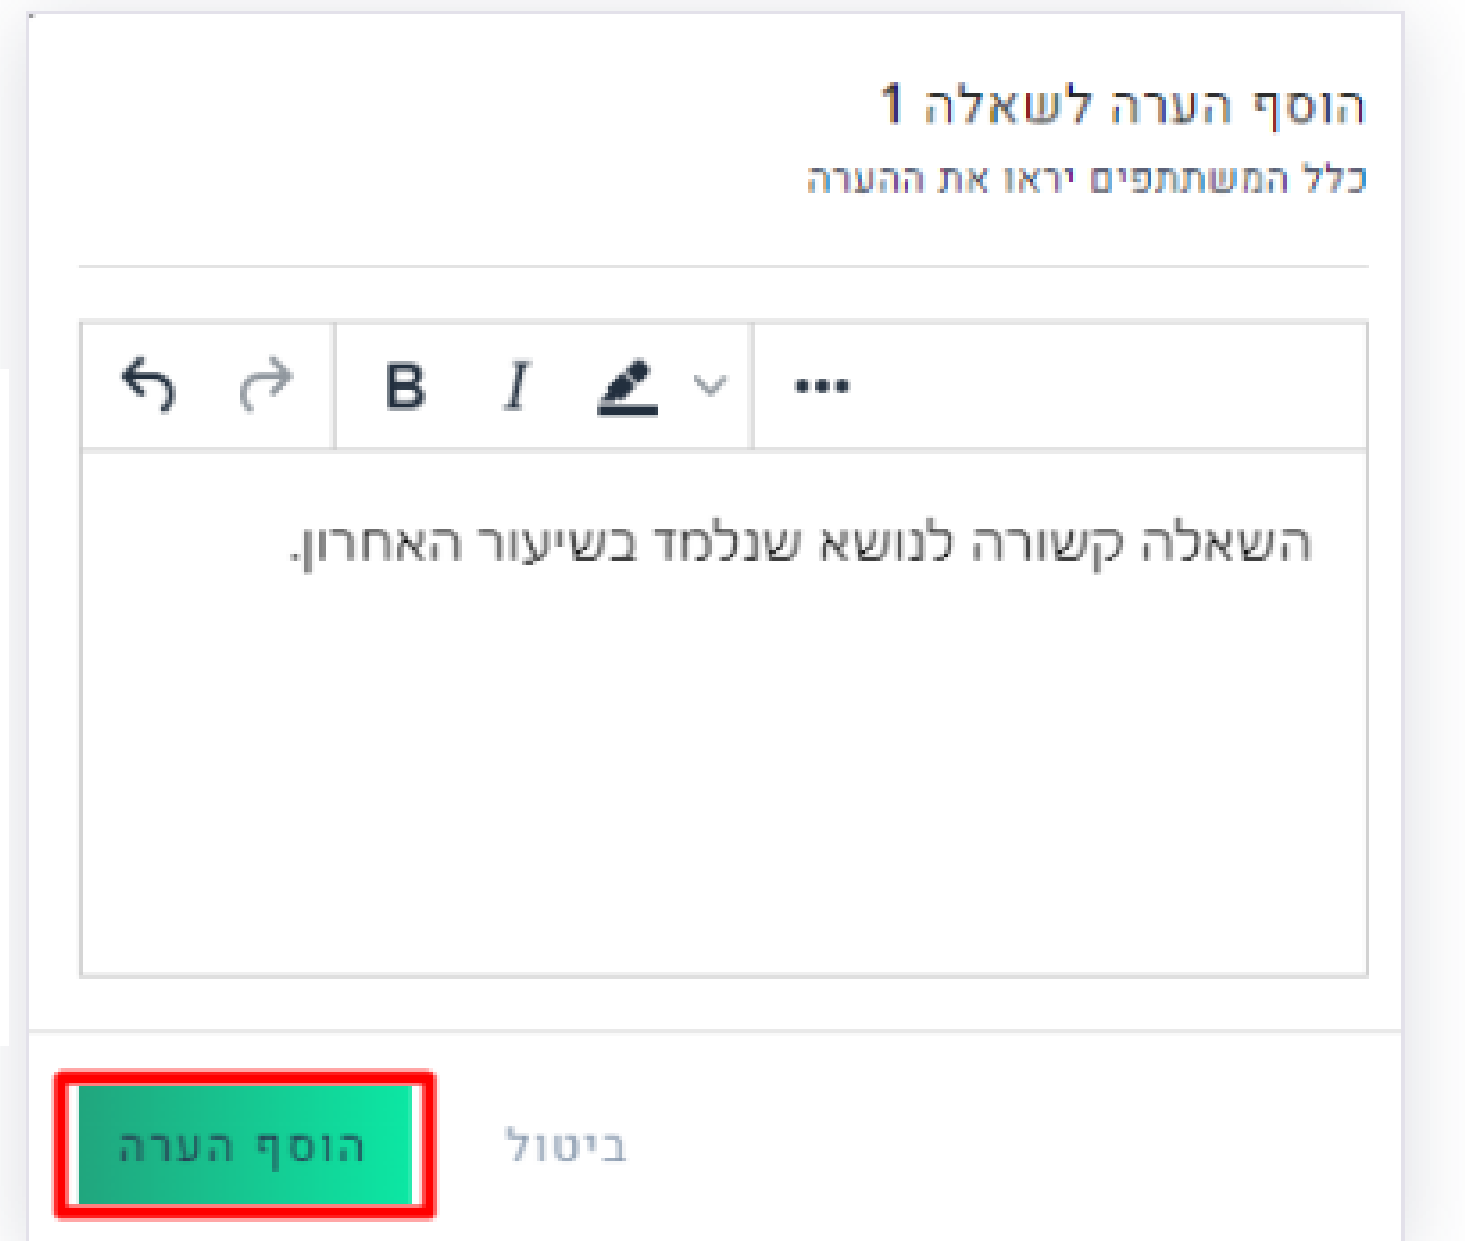 הוסף הערה לשאלה 1
כלל המשתתפים יראו את ההערה
B I
השאלה קשורה לנושא שנלמד בשיעור האחרון.
ביטול
הוסף הערה